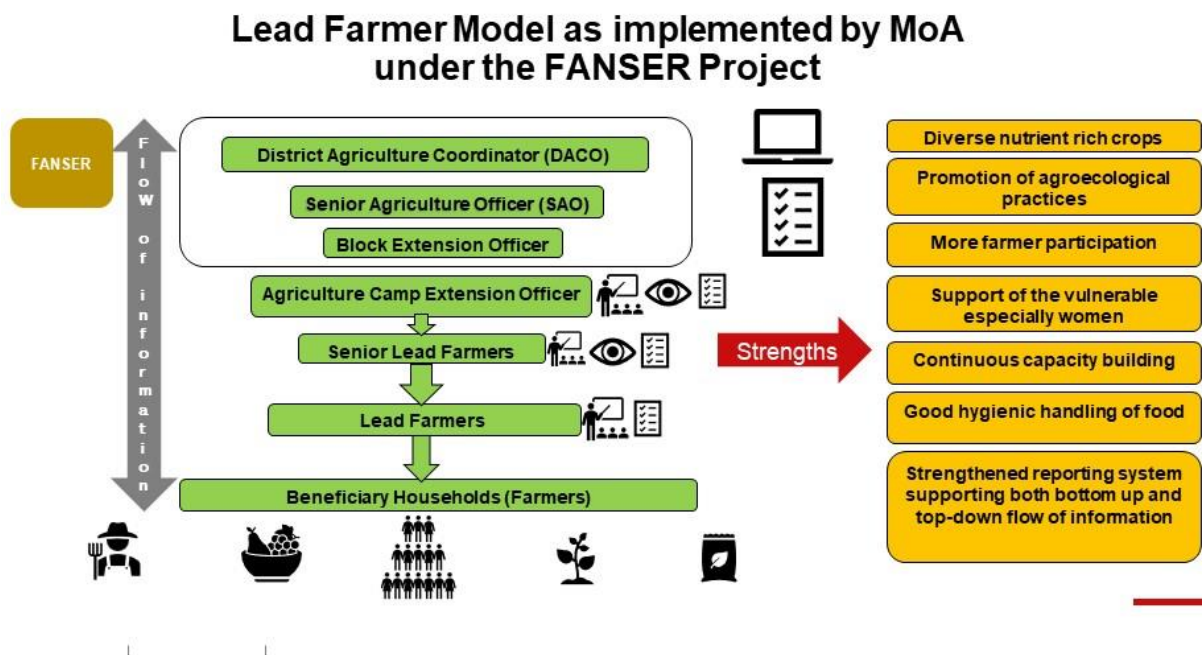 Lead Farmer Model as implemented by MoA
under the FANSER Project
FANSER
FloW of information
District Agriculture Coordinator (DACO)
Senior Agriculture Officer (SAO)
Block Extension Officer
Agriculture Camp Extension Officer
Senior Lead Farmers
Lead Farmers
Beneficiary Households (Farmers)
Strengths
Diverse nutrient rich crops
Promotion of agroecological
practices
More farmer participation
Support of the vulnerable
especially women
Continuous capacity building
Good hygienic handling of food
Strengthened reporting system
supporting both bottom up and
top-down flow of information